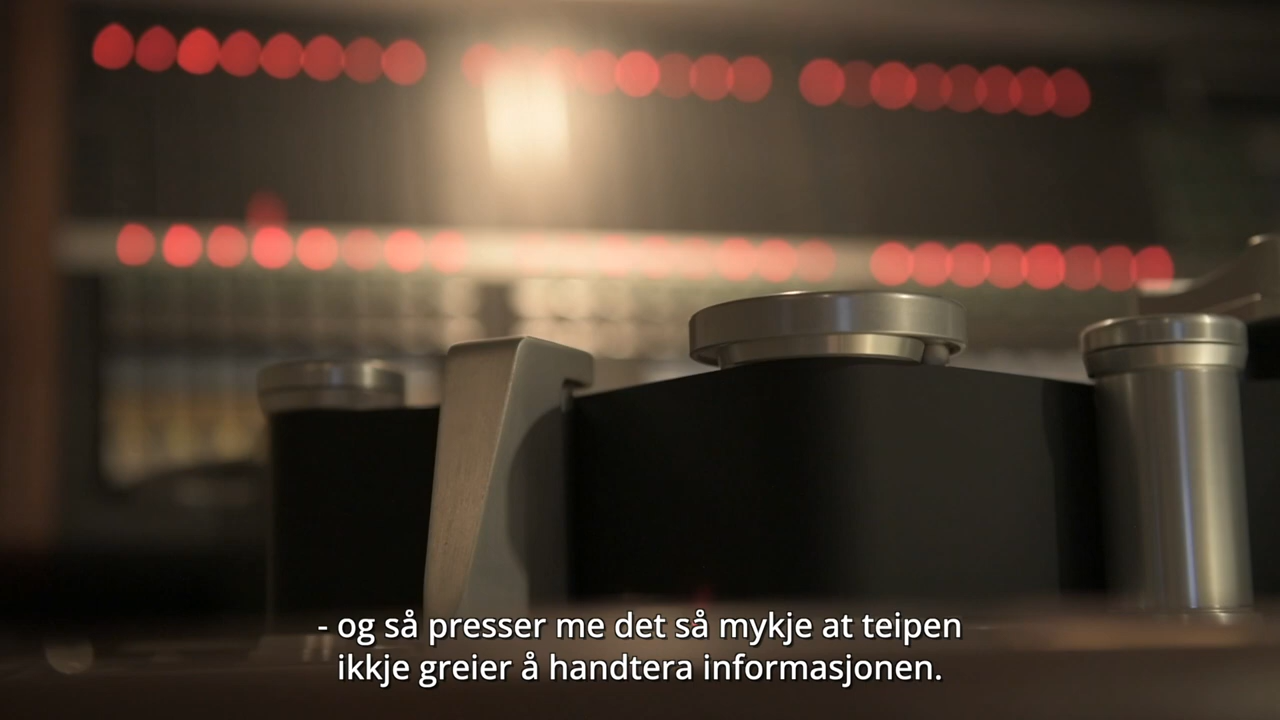 - og så presser me det så mykje at teipen
ikkje greier å handtera informasjonen.